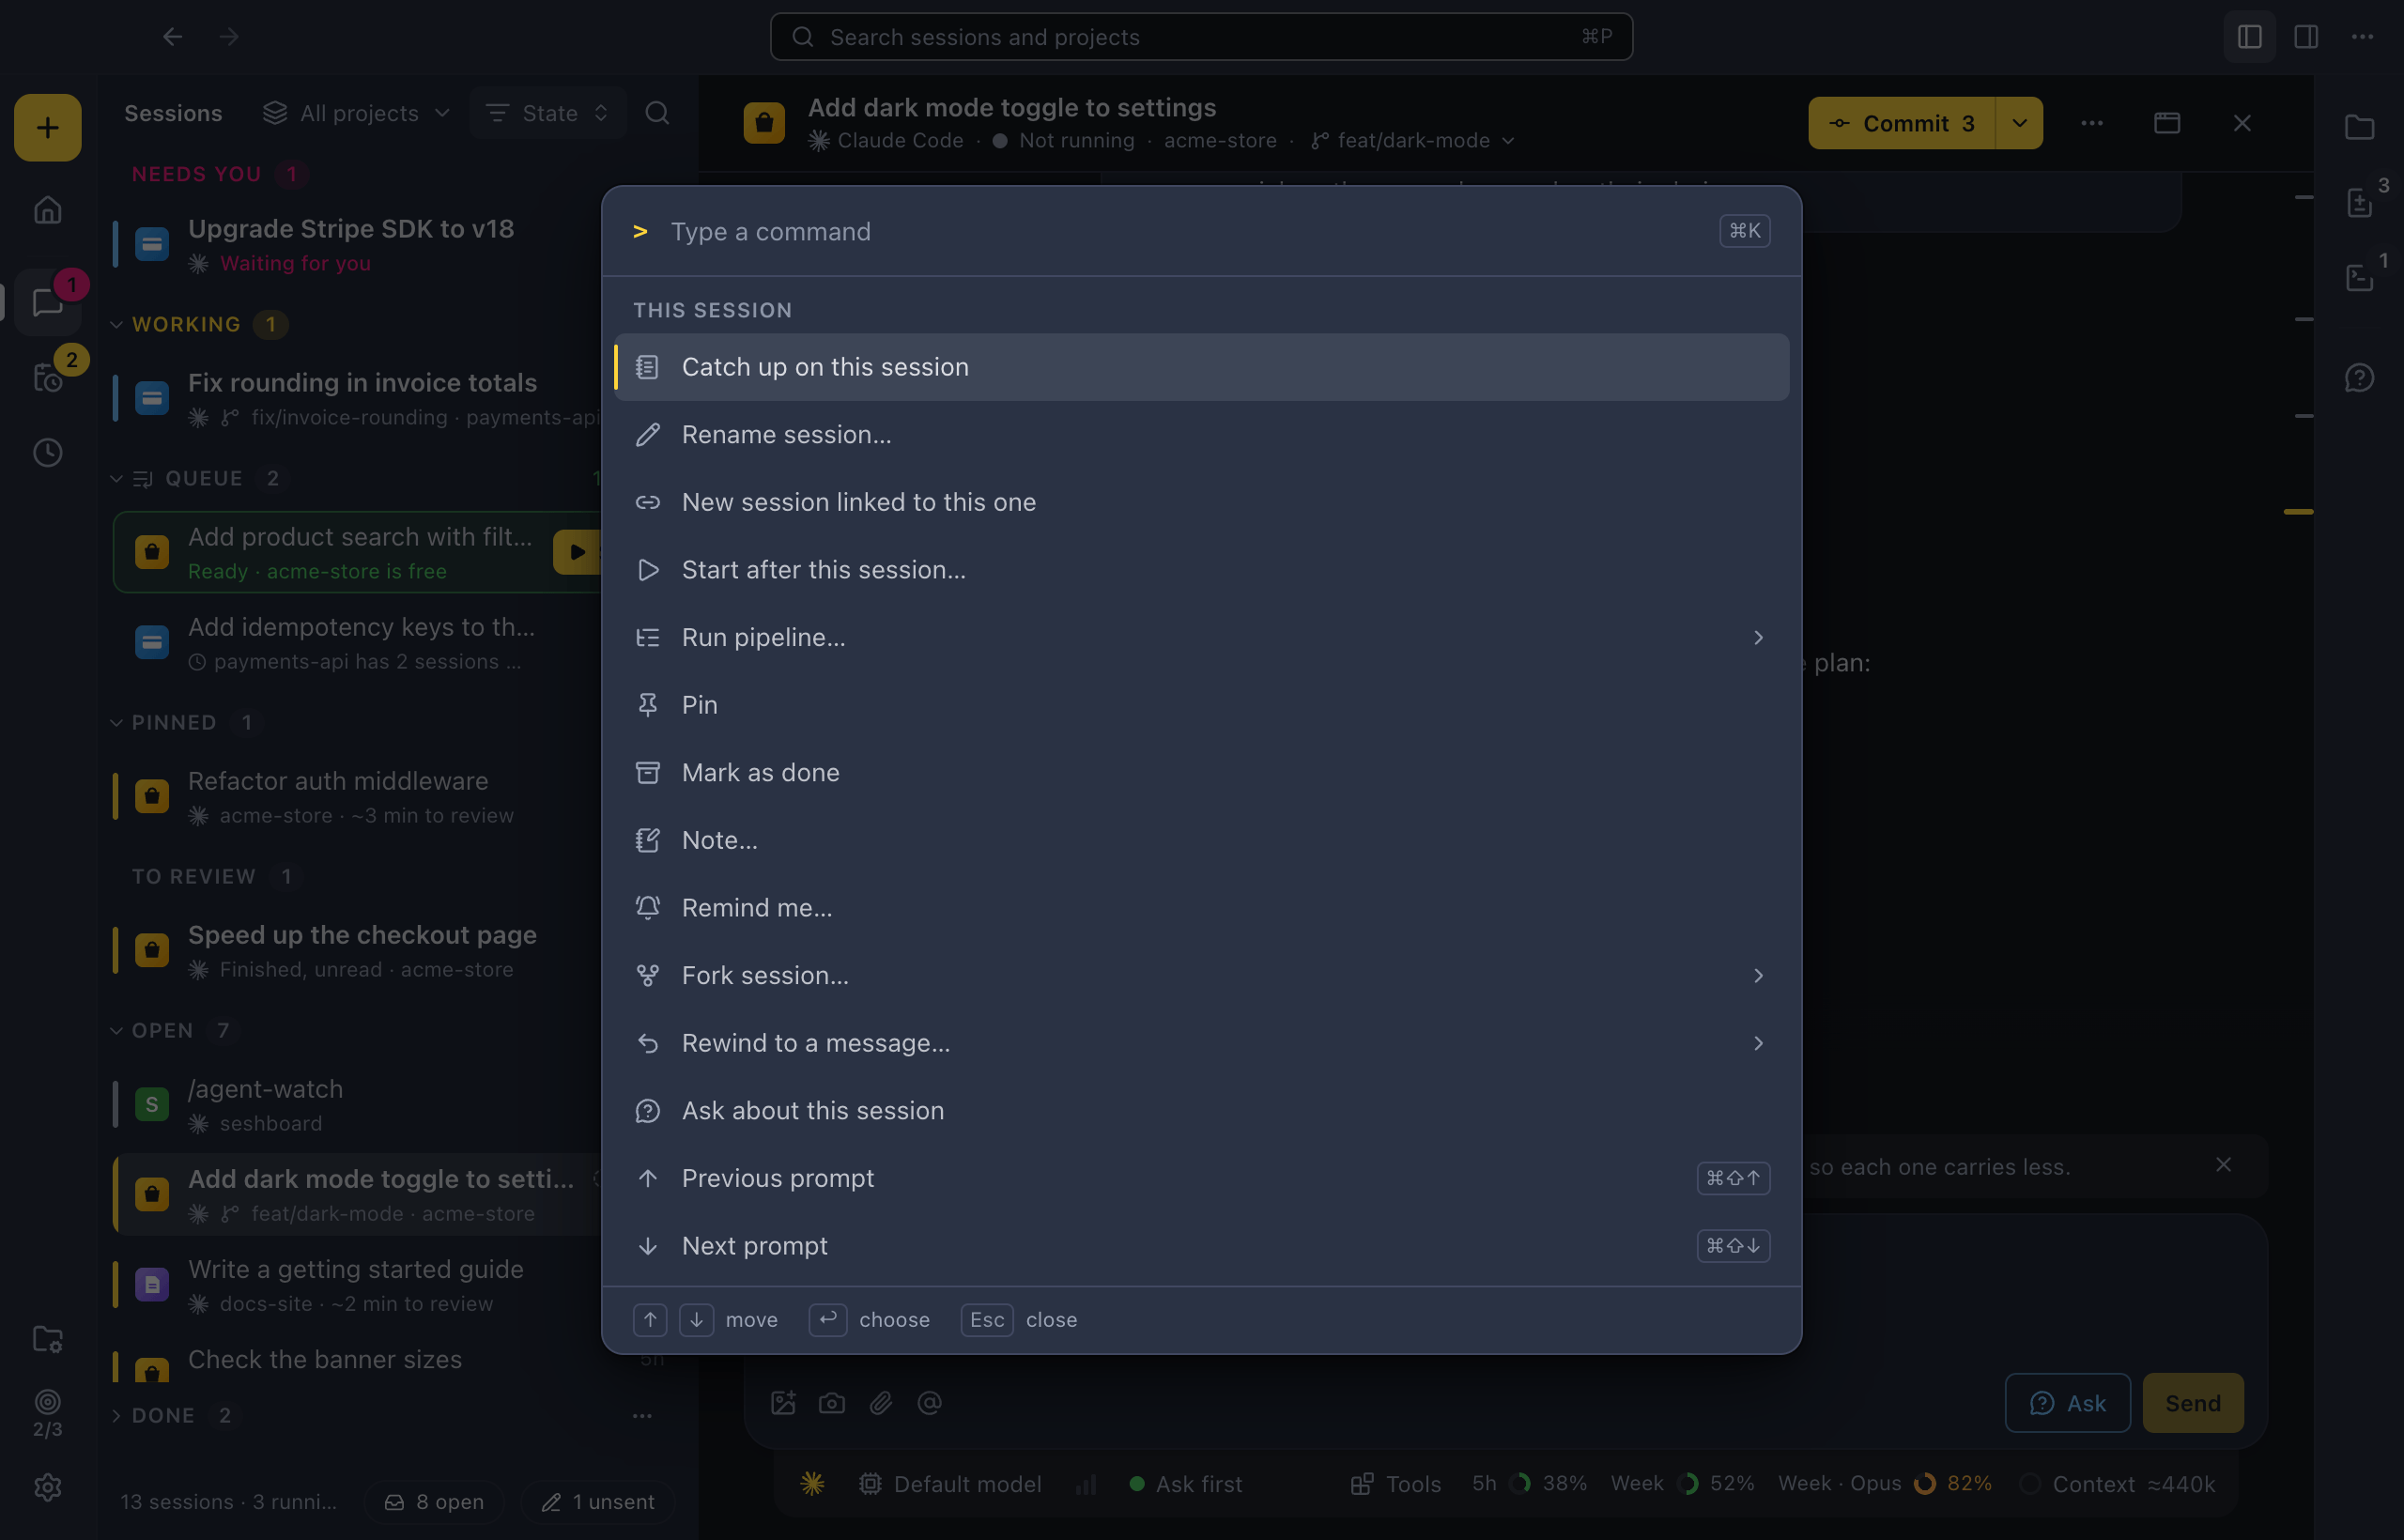 Search sessions and projects ⌘P
Sessions All projects State
NEEDS YOU 1
Upgrade Stripe SDK to v18
Waiting for you
1
WORKING 1
2
Fix rounding in invoice totals
fix/invoice-rounding · payments-api
QUEUE 2 1
Add product search with filt...
Ready · acme-store is free
Add idempotency keys to th...
payments-api has 2 sessions ...
PINNED 1
Refactor auth middleware
acme-store · ~3 min to review
TO REVIEW 1
Speed up the checkout page
Finished, unread · acme-store
OPEN 7
S
/agent-watch
seshboard
Add dark mode toggle to setti...
feat/dark-mode · acme-store
Write a getting started guide
docs-site · ~2 min to review
Check the banner sizes
5h
DONE 2
2/3
13 sessions · 3 runni... 8 open 1 unsent
Add dark mode toggle to settings
Claude Code · Not running · acme-store · feat/dark-mode
Commit 3
3
1
> Type a command ⌘K
THIS SESSION
Catch up on this session
Rename session...
New session linked to this one
Start after this session...
Run pipeline...
Pin
Mark as done
Note...
Remind me...
Fork session...
Rewind to a message...
Ask about this session
Previous prompt ⌘⇧↑
Next prompt ⌘⇧↓
↑ ↓ move ↵ choose Esc close
plan:
so each one carries less.
Ask Send
Default model Ask first Tools 5h 38% Week 52% Week · Opus 82% Context ≈440k